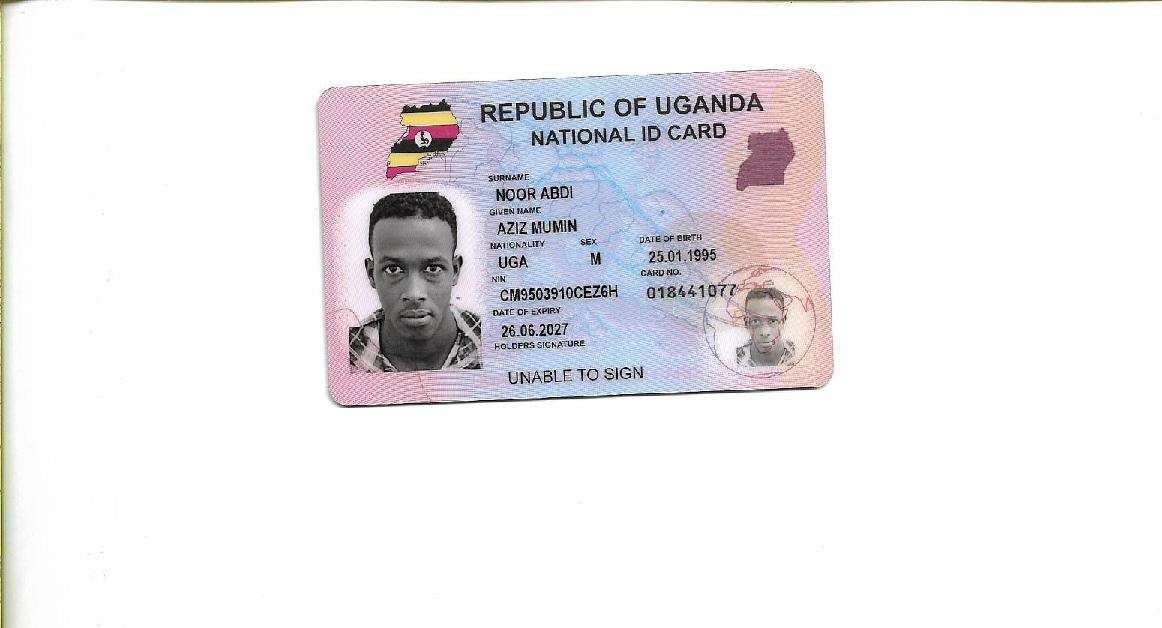 REPUBLIC OF UGANDA
NATIONAL ID CARD
SURNAME
NOOR ABDI
GIVEN NAME
AZIZ MUMIN
NATIONALITY SEX DATE OF BIRTH
UGA M 25.01.1995
NIN CARD NO.
CM9503910CEZ6H 018441077
DATE OF EXPIRY
26.06.2027
HOLDERS SIGNATURE
UNABLE TO SIGN